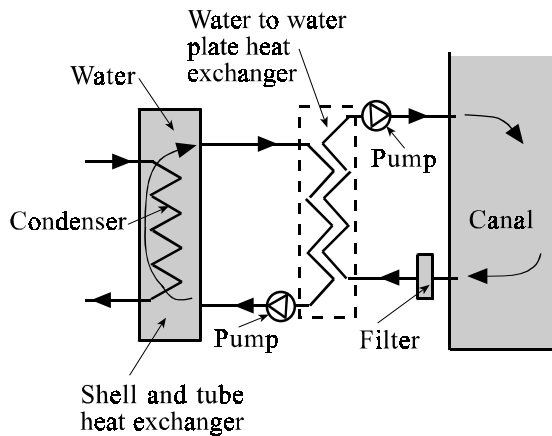 Water to water
plate heat
exchanger
Water
Pump
Condenser
Canal
Pump
Filter
Shell and tube
heat exchanger